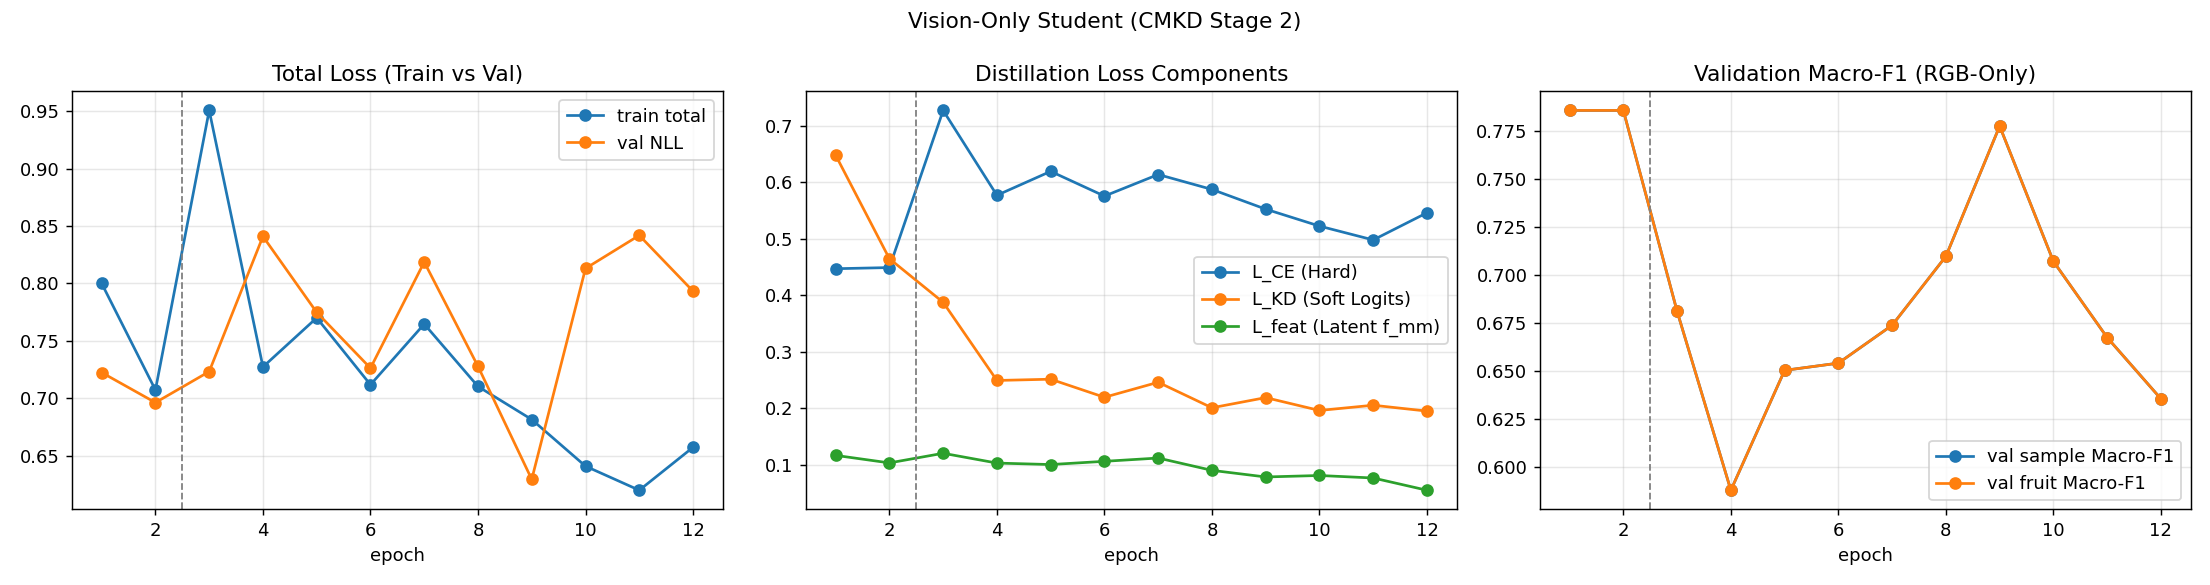 Vision-Only Student (CMKD Stage 2)
Total Loss (Train vs Val)
0.95
0.90
0.85
0.80
0.75
0.70
0.65
train total
val NLL
2 4 6 8 10 12
epoch
Distillation Loss Components
0.7
0.6
0.5
0.4
0.3
0.2
0.1
L_CE (Hard)
L_KD (Soft Logits)
L_feat (Latent f_mm)
2 4 6 8 10 12
epoch
Validation Macro-F1 (RGB-Only)
0.775
0.750
0.725
0.700
0.675
0.650
0.625
0.600
val sample Macro-F1
val fruit Macro-F1
2 4 6 8 10 12
epoch